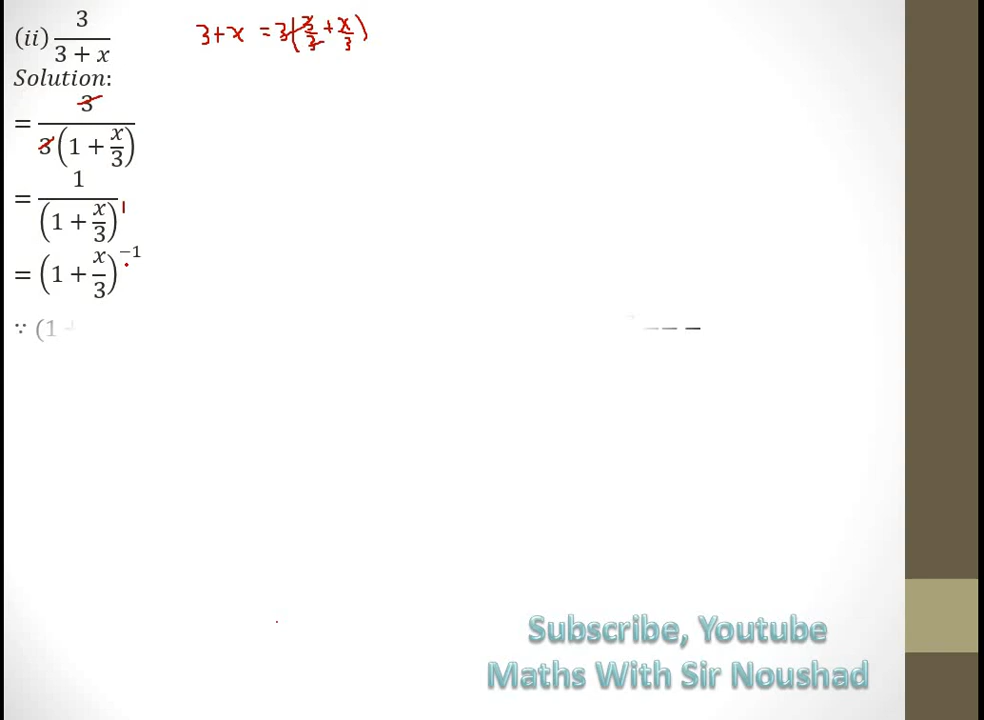 (ii) 3/(3 + x)
3+x = 3(3/3 + x/3)
Solution:
= 3/(3(1 + x/3))
= 1/(1 + x/3)^1
= (1 + x/3)^−1
∵ (1 +
− − −
Subscribe, Youtube
Maths With Sir Noushad